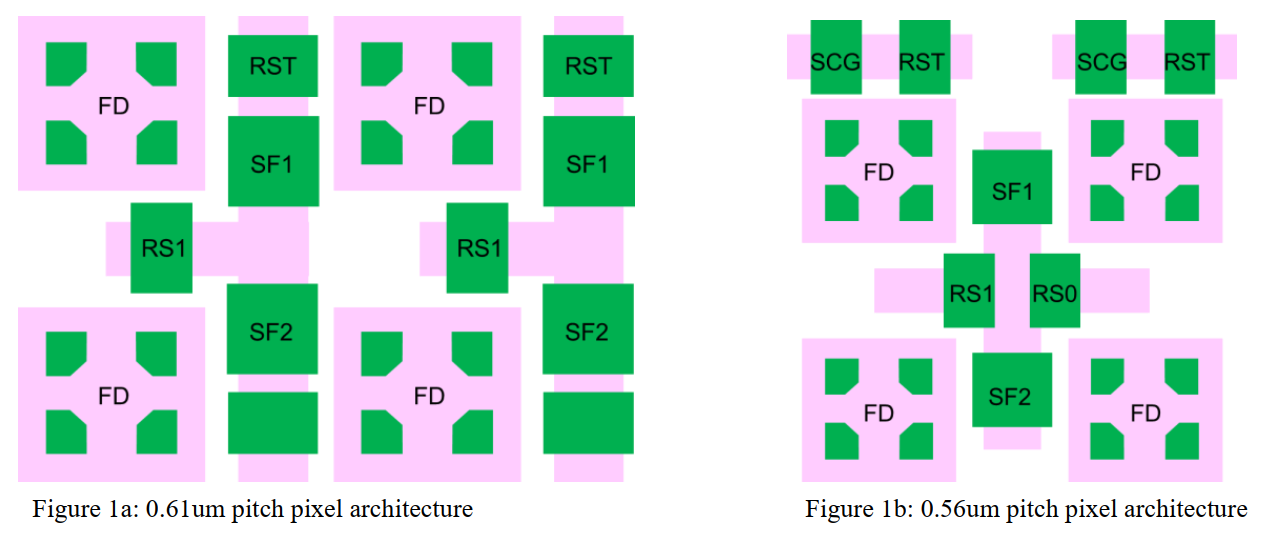 RST
RST
SCG
RST
SCG
RST
FD
FD
SF1
SF1
FD
FD
SF1
RS1
RS1
RS1
RS0
SF2
SF2
FD
FD
SF2
FD
FD
Figure 1a: 0.61um pitch pixel architecture
Figure 1b: 0.56um pitch pixel architecture